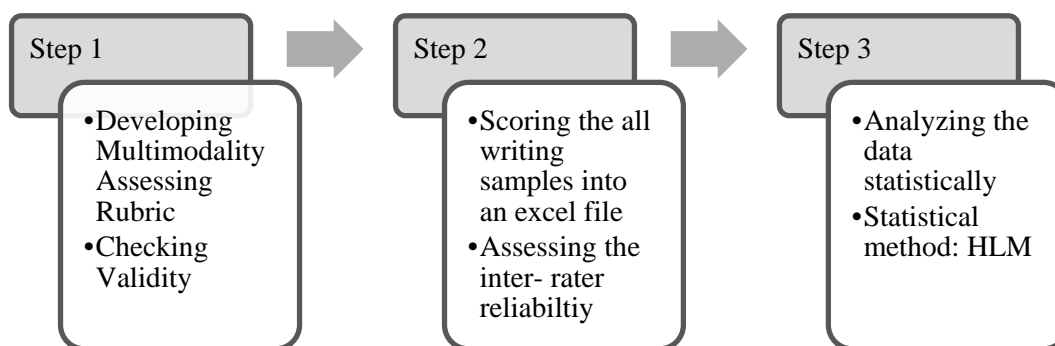 Step 1
•Developing
Multimodality
Assessing
Rubric
•Checking
Validity
Step 2
•Scoring the all
writing
samples into
an excel file
•Assessing the
inter- rater
reliabiltiy
Step 3
•Analyzing the
data
statistically
•Statistical
method: HLM